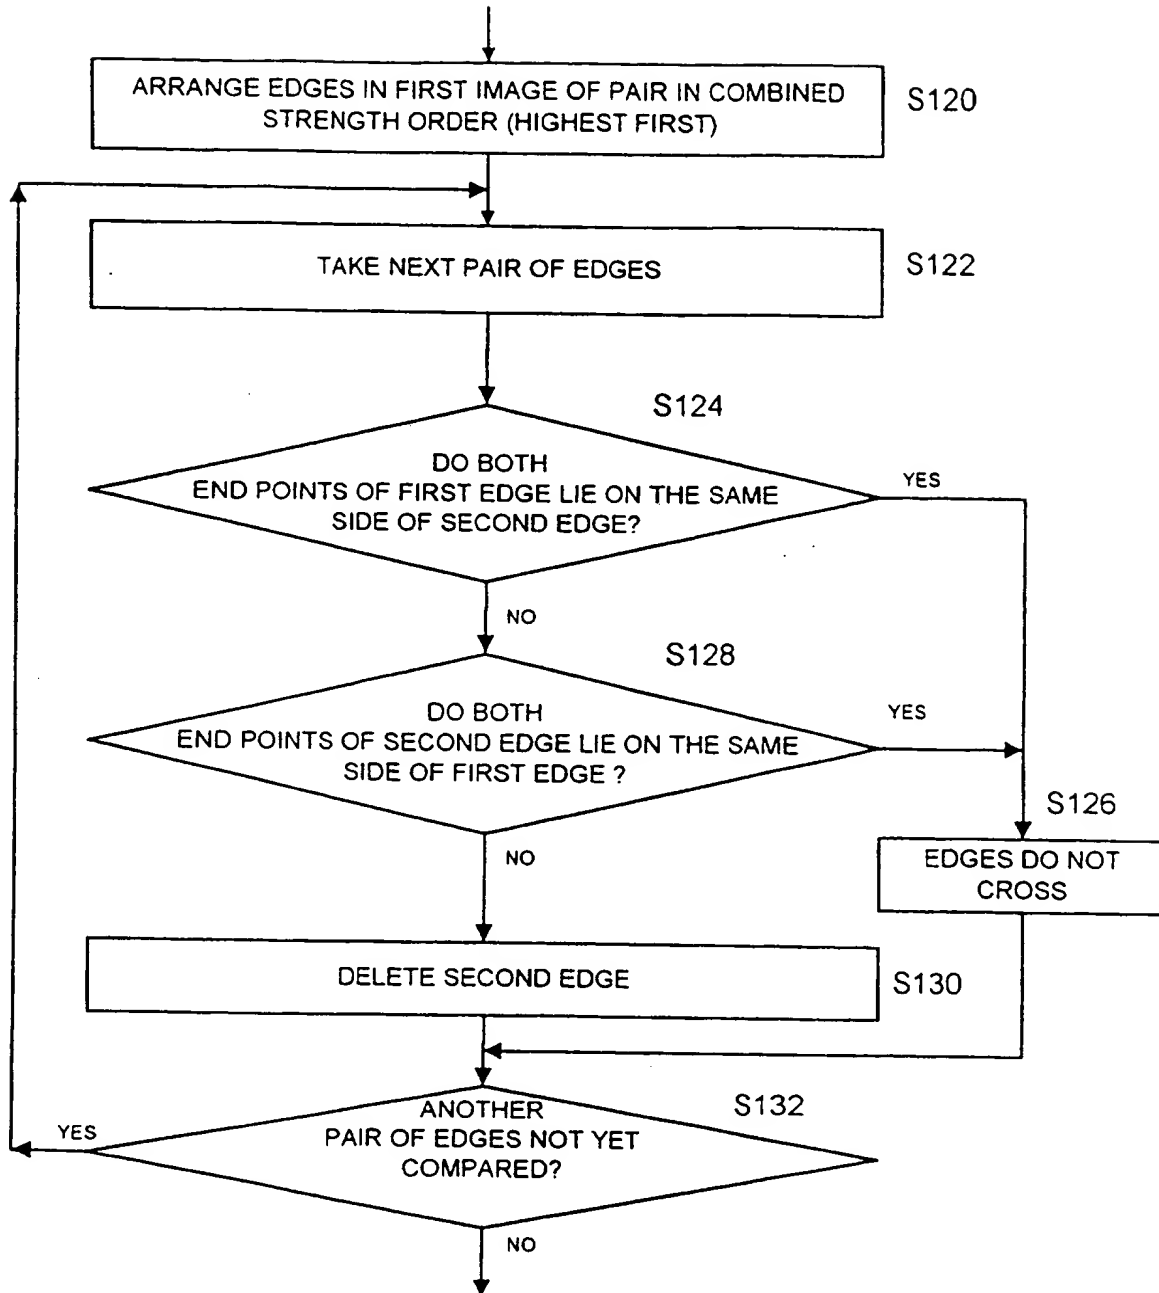 ARRANGE EDGES IN FIRST IMAGE OF PAIR IN COMBINED
STRENGTH ORDER (HIGHEST FIRST)
S120
TAKE NEXT PAIR OF EDGES
S122
S124
DO BOTH
END POINTS OF FIRST EDGE LIE ON THE SAME
SIDE OF SECOND EDGE?
YES
NO
S128
DO BOTH
END POINTS OF SECOND EDGE LIE ON THE SAME
SIDE OF FIRST EDGE ?
YES
S126
EDGES DO NOT
CROSS
NO
DELETE SECOND EDGE
S130
S132
ANOTHER
PAIR OF EDGES NOT YET
COMPARED?
YES
NO